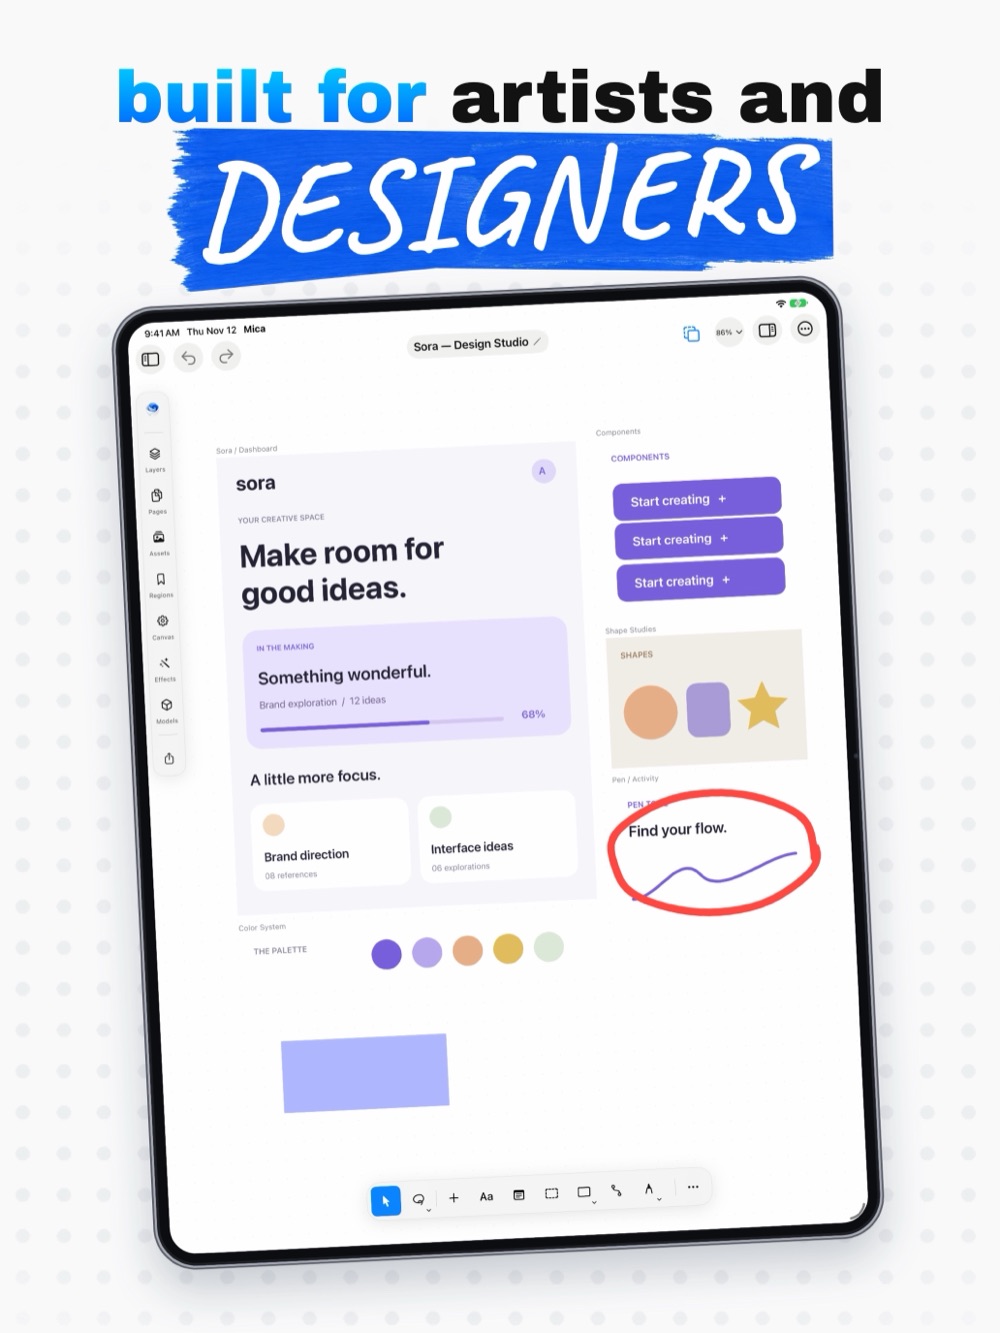 built for artists and
DESIGNERS
9:41 AM Thu Nov 12 Mica
Sora — Design Studio
86%
Layers
Pages
Assets
Regions
Canvas
Effects
Models
Sora / Dashboard
sora
A
YOUR CREATIVE SPACE
Make room for
good ideas.
IN THE MAKING
Something wonderful.
Brand exploration / 12 ideas
68%
A little more focus.
Brand direction
08 references
Interface ideas
06 explorations
Color System
THE PALETTE
Components
COMPONENTS
Start creating +
Start creating +
Start creating +
Shape Studies
SHAPES
Pen / Activity
PEN
Find your flow.
Aa